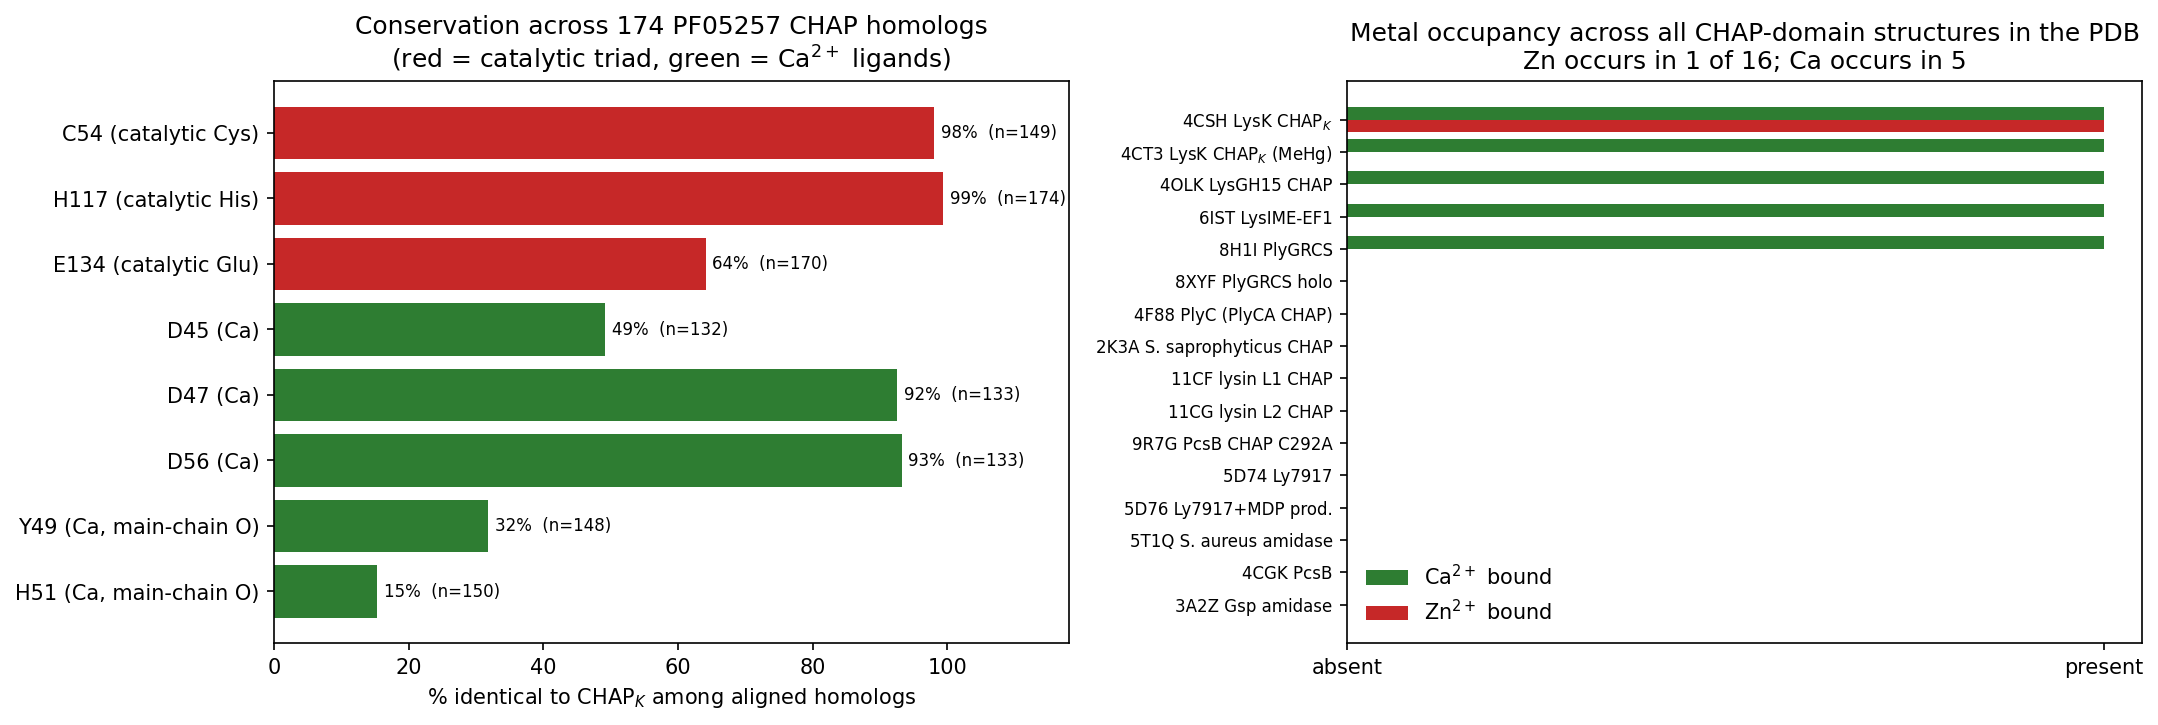 Conservation across 174 PF05257 CHAP homologs
(red = catalytic triad, green = Ca²⁺ ligands)
C54 (catalytic Cys)
98% (n=149)
H117 (catalytic His)
99% (n=174)
E134 (catalytic Glu)
64% (n=170)
D45 (Ca)
49% (n=132)
D47 (Ca)
92% (n=133)
D56 (Ca)
93% (n=133)
Y49 (Ca, main-chain O)
32% (n=148)
H51 (Ca, main-chain O)
15% (n=150)
0 20 40 60 80 100
% identical to CHAP_K among aligned homologs
Metal occupancy across all CHAP-domain structures in the PDB
Zn occurs in 1 of 16; Ca occurs in 5
4CSH LysK CHAP_K
4CT3 LysK CHAP_K (MeHg)
4OLK LysGH15 CHAP
6IST LysIME-EF1
8H1I PlyGRCS
8XYF PlyGRCS holo
4F88 PlyC (PlyCA CHAP)
2K3A S. saprophyticus CHAP
11CF lysin L1 CHAP
11CG lysin L2 CHAP
9R7G PcsB CHAP C292A
5D74 Ly7917
5D76 Ly7917+MDP prod.
5T1Q S. aureus amidase
4CGK PcsB
3A2Z Gsp amidase
Ca²⁺ bound
Zn²⁺ bound
absent present